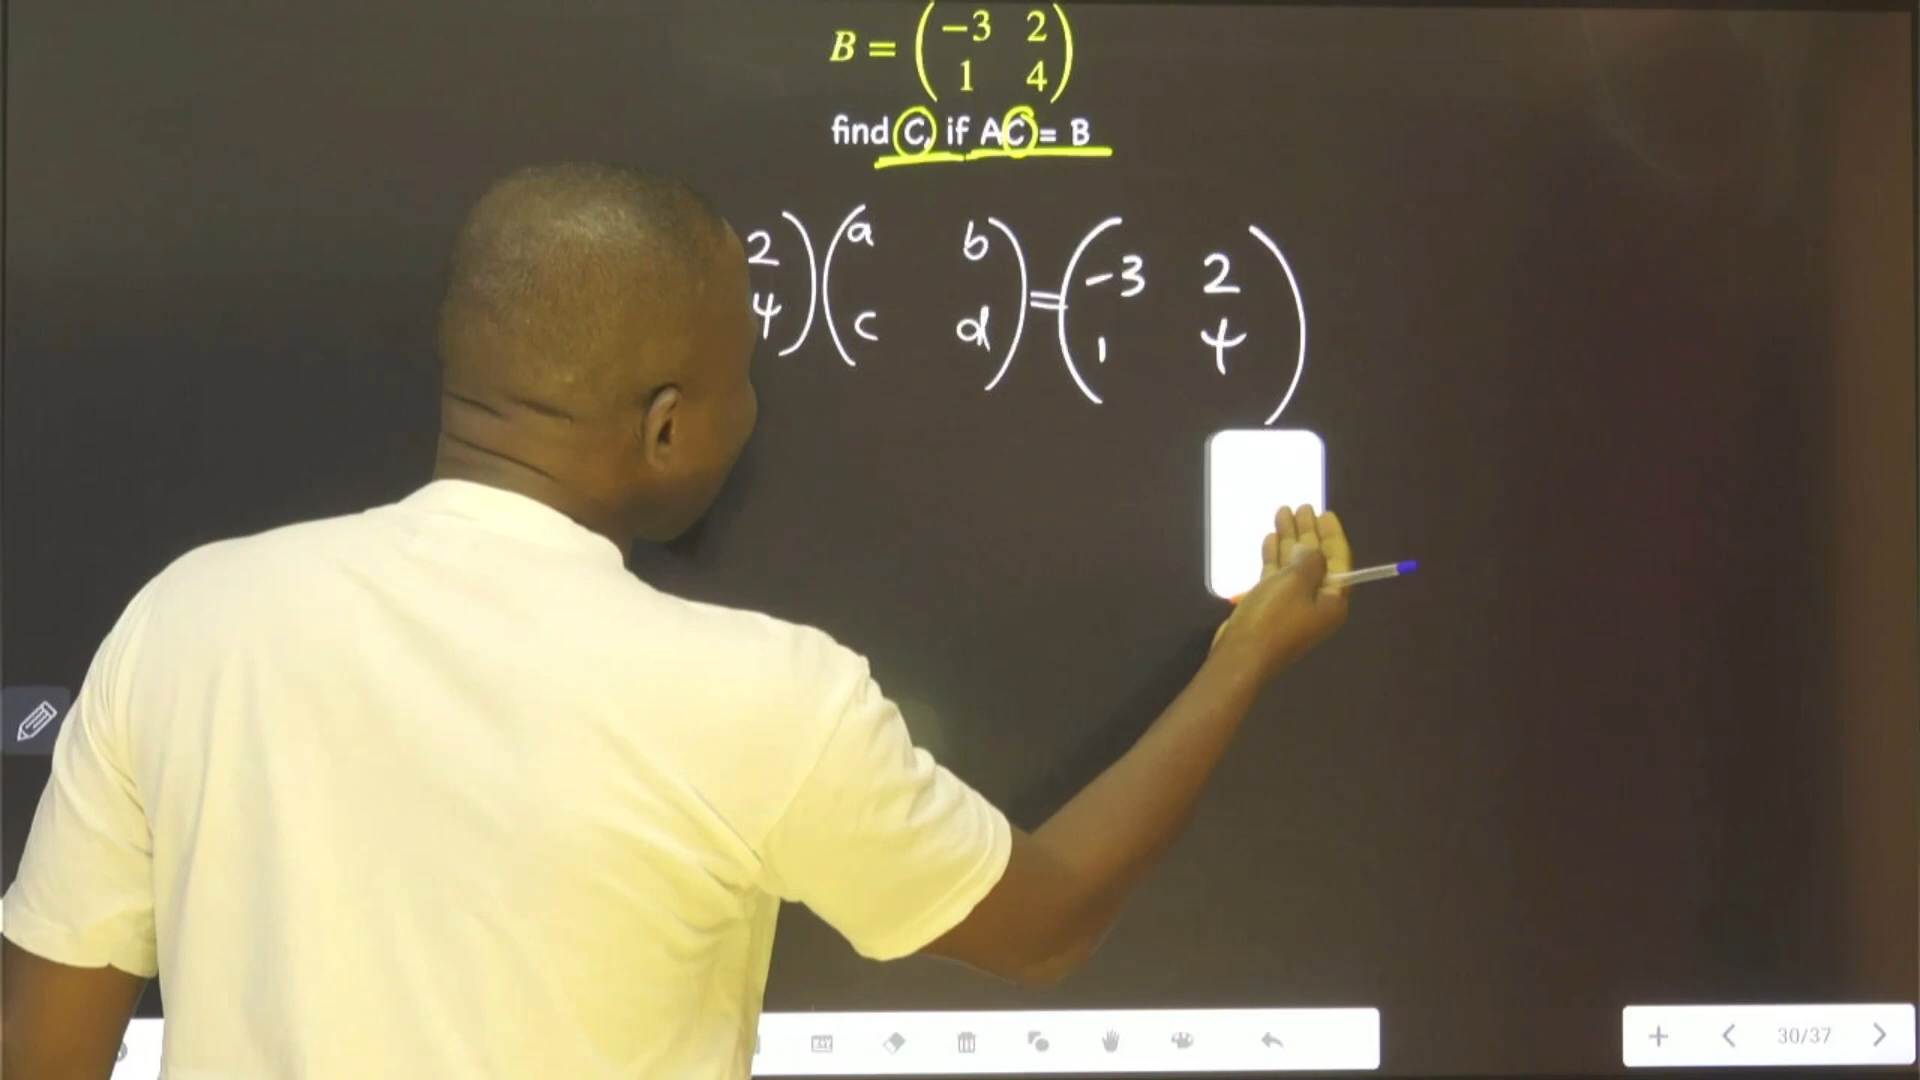 B = (-3 2
1 4)
find C, if AC = B
2)(a b) = (-3 2)
4 c d 1 4
30/37